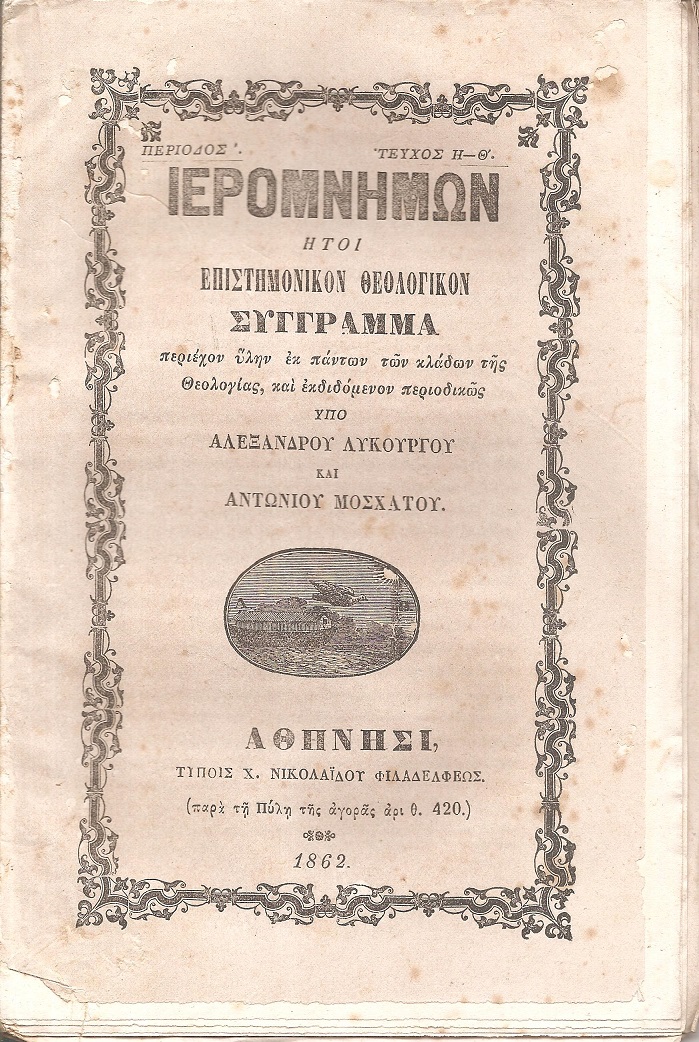 ΠΕΡΙΟΔΟΣ '. ΤΕΥΧΟΣ Η—Θ'.
ΙΕΡΟΜΝΗΜΩΝ
ΗΤΟΙ
ΕΠΙΣΤΗΜΟΝΙΚΟΝ ΘΕΟΛΟΓΙΚΟΝ
ΣΥΓΓΡΑΜΜΑ
περιέχον ὕλην ἐκ πάντων τῶν κλάδων τῆς
Θεολογίας, καὶ ἐκδιδόμενον περιοδικῶς
ΥΠΟ
ΑΛΕΞΑΝΔΡΟΥ ΛΥΚΟΥΡΓΟΥ
ΚΑΙ
ΑΝΤΩΝΙΟΥ ΜΟΣΧΑΤΟΥ.
ΑΘΗΝΗΣΙ,
ΤΥΠΟΙΣ Χ. ΝΙΚΟΛΑΪΔΟΥ ΦΙΛΑΔΕΛΦΕΩΣ.
(παρὰ τῇ Πύλῃ τῆς ἀγορᾶς ἀρι θ. 420.)
1862.